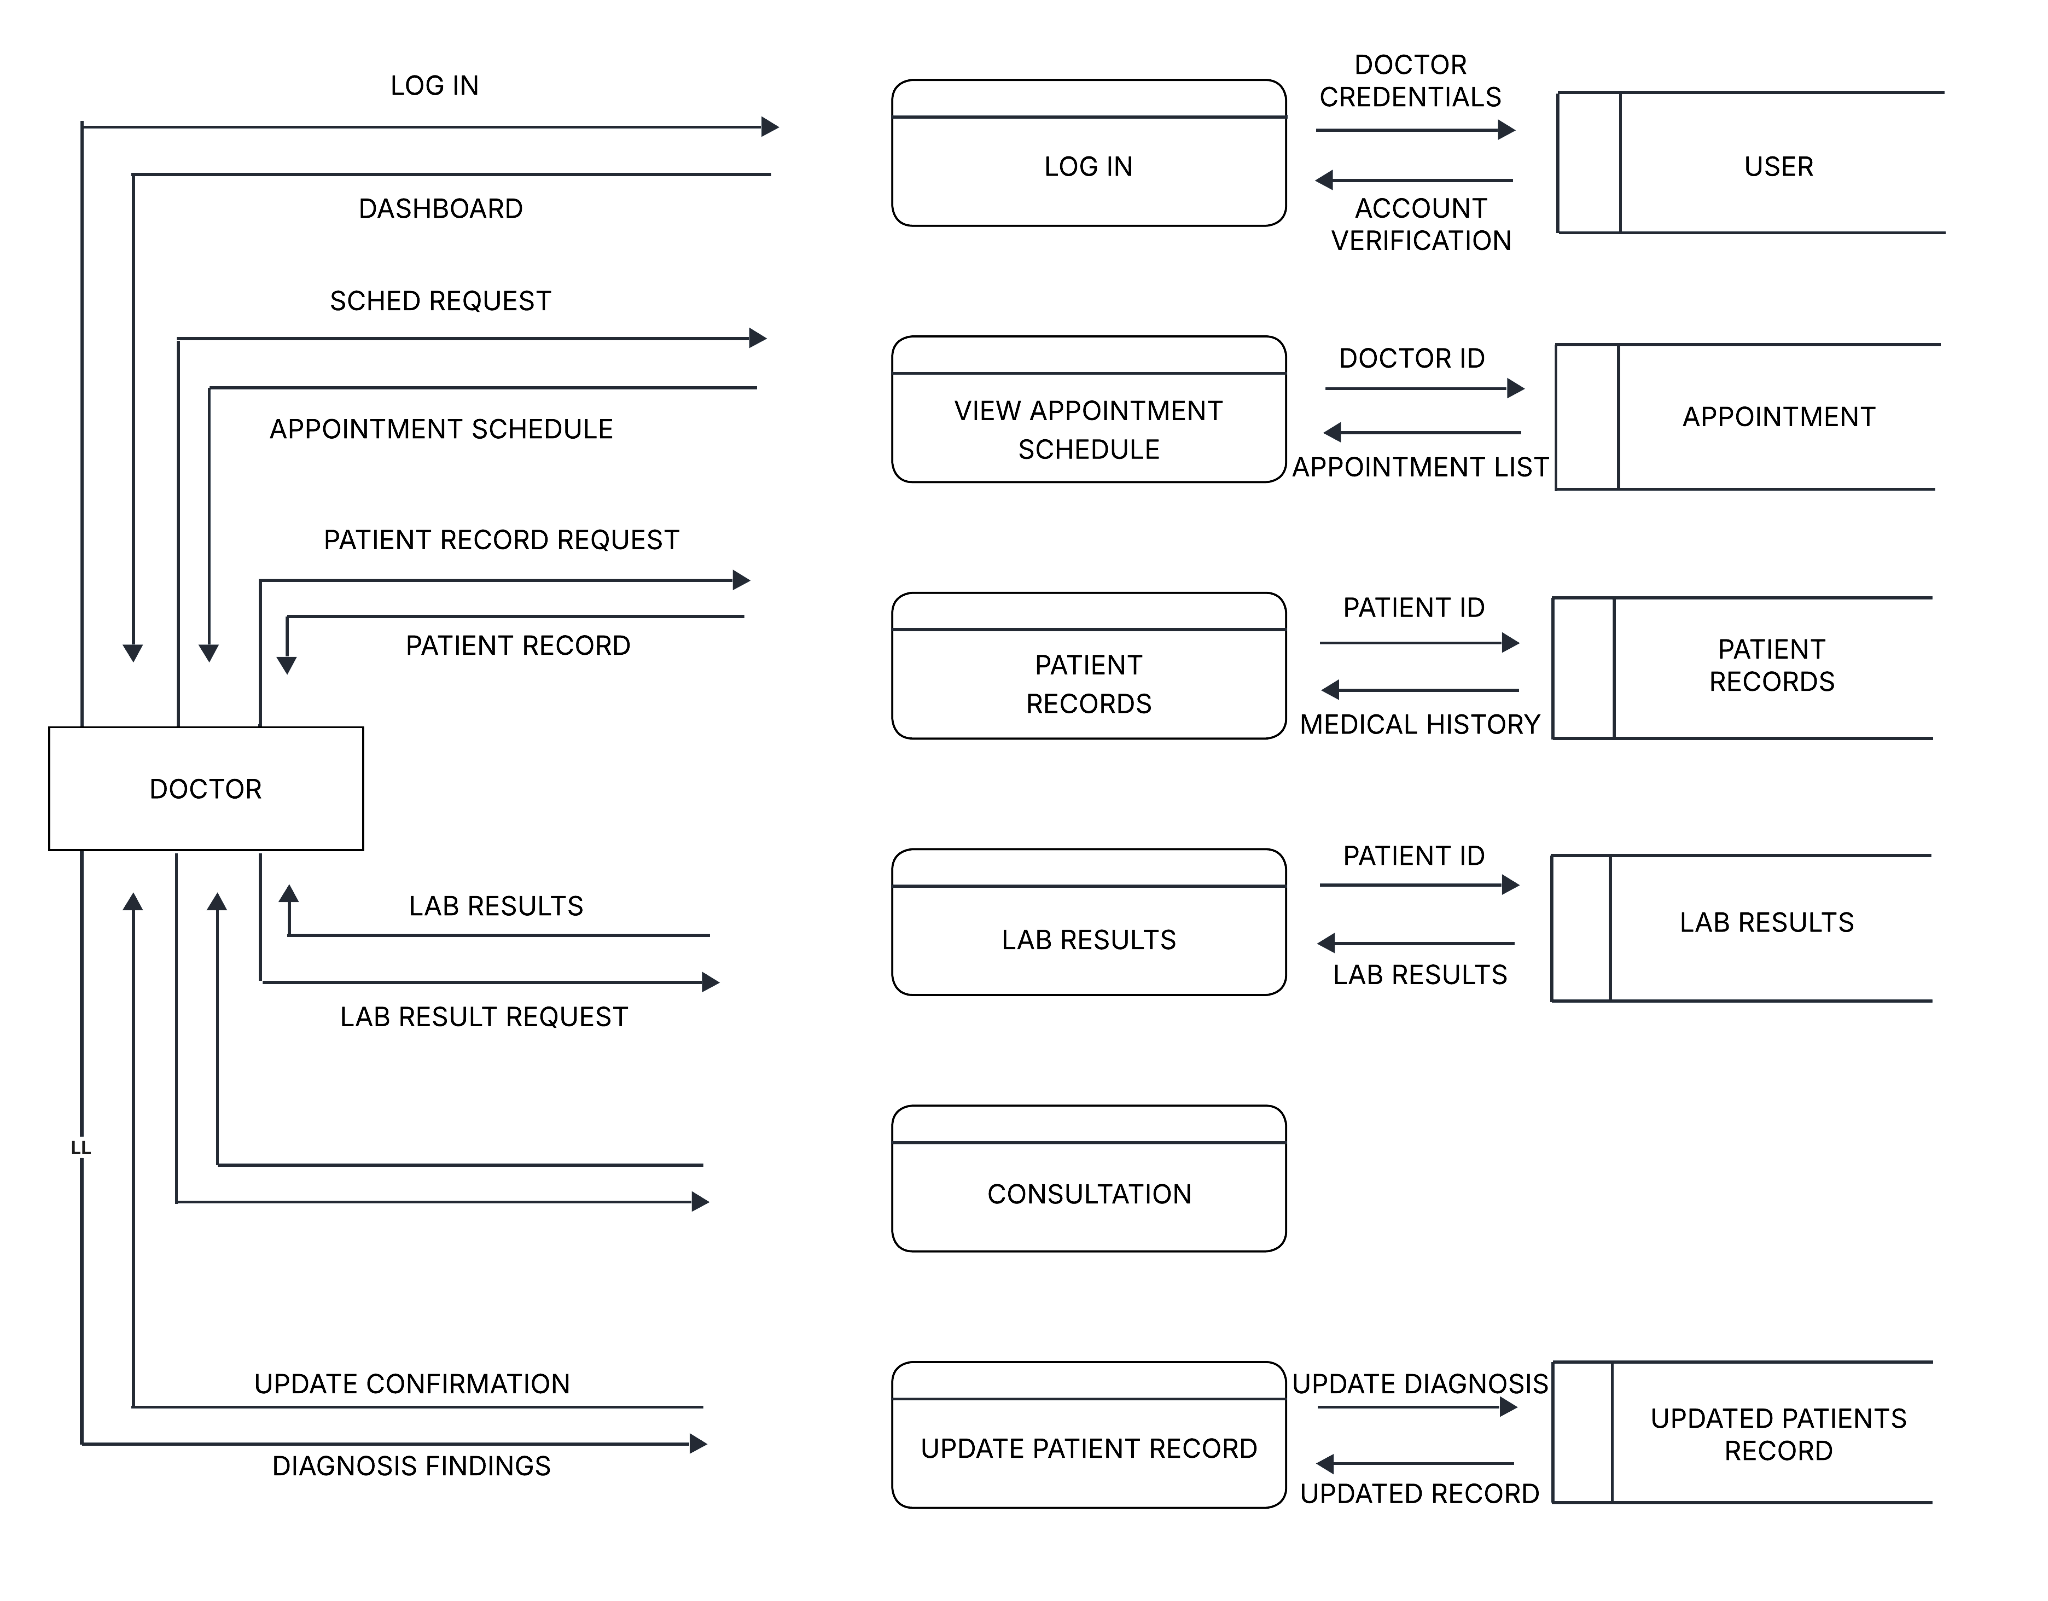 LOG IN
DOCTOR
CREDENTIALS
LOG IN
USER
DASHBOARD
ACCOUNT
VERIFICATION
SCHED REQUEST
DOCTOR ID
VIEW APPOINTMENT
SCHEDULE
APPOINTMENT
APPOINTMENT SCHEDULE
APPOINTMENT LIST
PATIENT RECORD REQUEST
PATIENT ID
PATIENT RECORD
PATIENT
RECORDS
PATIENT
RECORDS
MEDICAL HISTORY
DOCTOR
PATIENT ID
LAB RESULTS
LAB RESULTS
LAB RESULTS
LAB RESULTS
LAB RESULT REQUEST
LL
CONSULTATION
UPDATE CONFIRMATION
UPDATE DIAGNOSIS
UPDATE PATIENT RECORD
UPDATED PATIENTS
RECORD
DIAGNOSIS FINDINGS
UPDATED RECORD